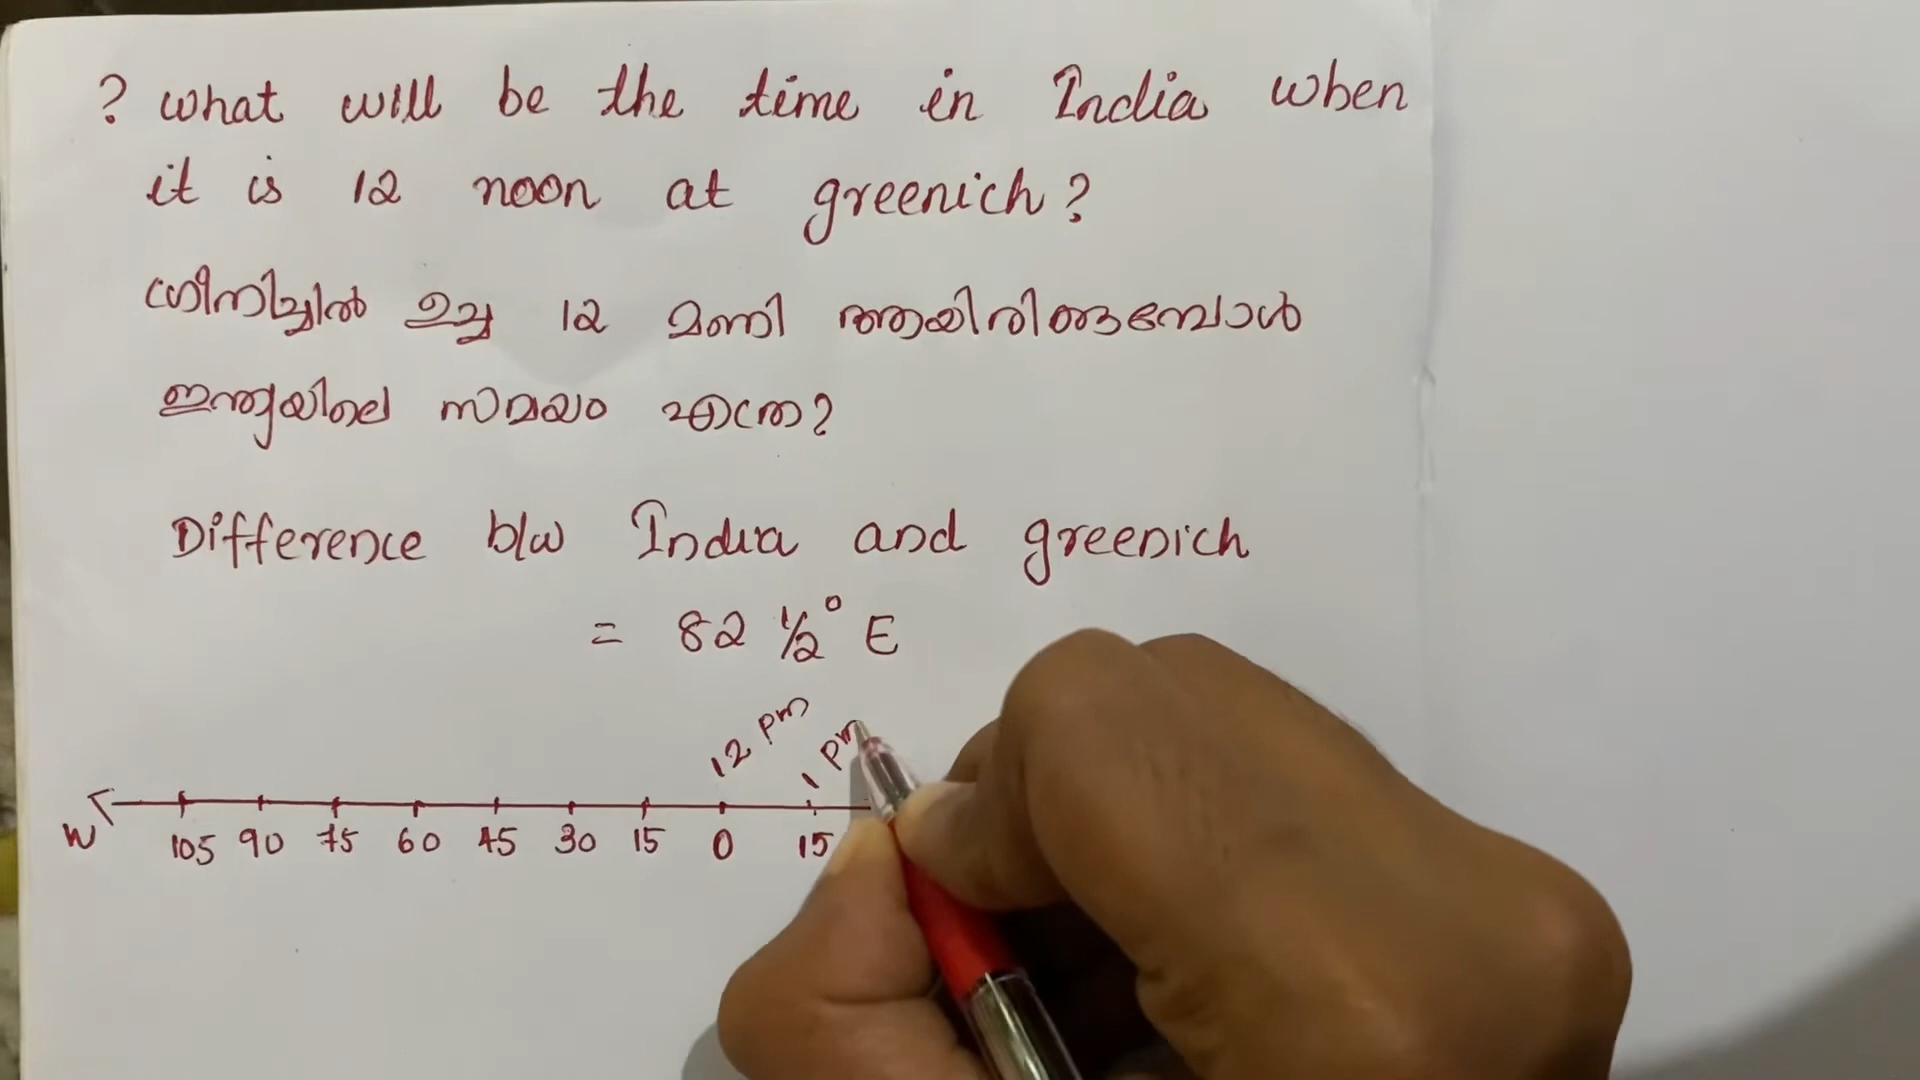 ? what will be the time in India when
it is 12 noon at greenich?
ഗ്രീനിച്ചിൽ ഉച്ച 12 മണി ആയിരിക്കുമ്പോൾ
ഇന്ത്യയിലെ സമയം എത്ര?
Difference b/w India and greenich
= 82 1/2° E
12 pm 1 pm
W 105 90 75 60 45 30 15 0 15